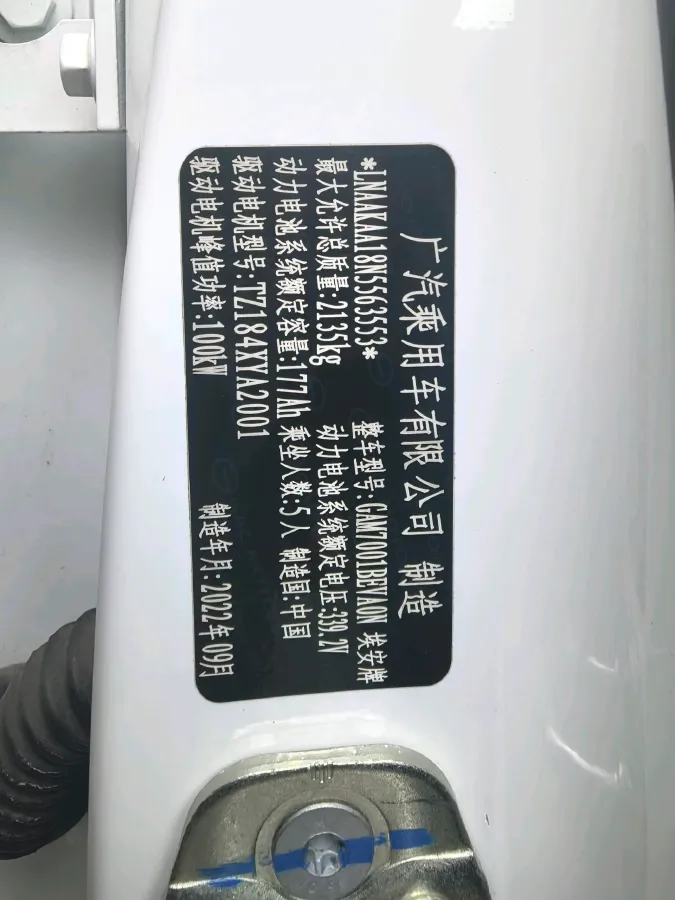 广汽乘用车有限公司 制造
*LNAAKAA18N5563553* 整车型号:GAM7001BEVA0N 埃安牌
最大允许总质量:2135kg 动力电池系统额定电压:339.2V
动力电池系统额定容量:177Ah 乘坐人数:5人 制造国:中国
驱动电机型号:TZ184XYA2001
驱动电机峰值功率:100kW 制造年月:2022年09月